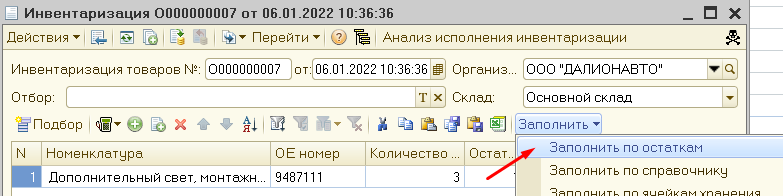 Инвентаризация О000000007 от 06.01.2022 10:36:36
Действия Перейти Анализ исполнения инвентаризации
Инвентаризация товаров №: О000000007 от: 06.01.2022 10:36:36 Организ... ООО "ДАЛИОНАВТО"
Отбор: Склад: Основной склад
Подбор Заполнить
N Номенклатура OE номер Количество ... Остат...
Заполнить по остаткам
1 Дополнительный свет, монтажн... 9487111 3
Заполнить по справочнику
Заполнить по ячейкам хранения